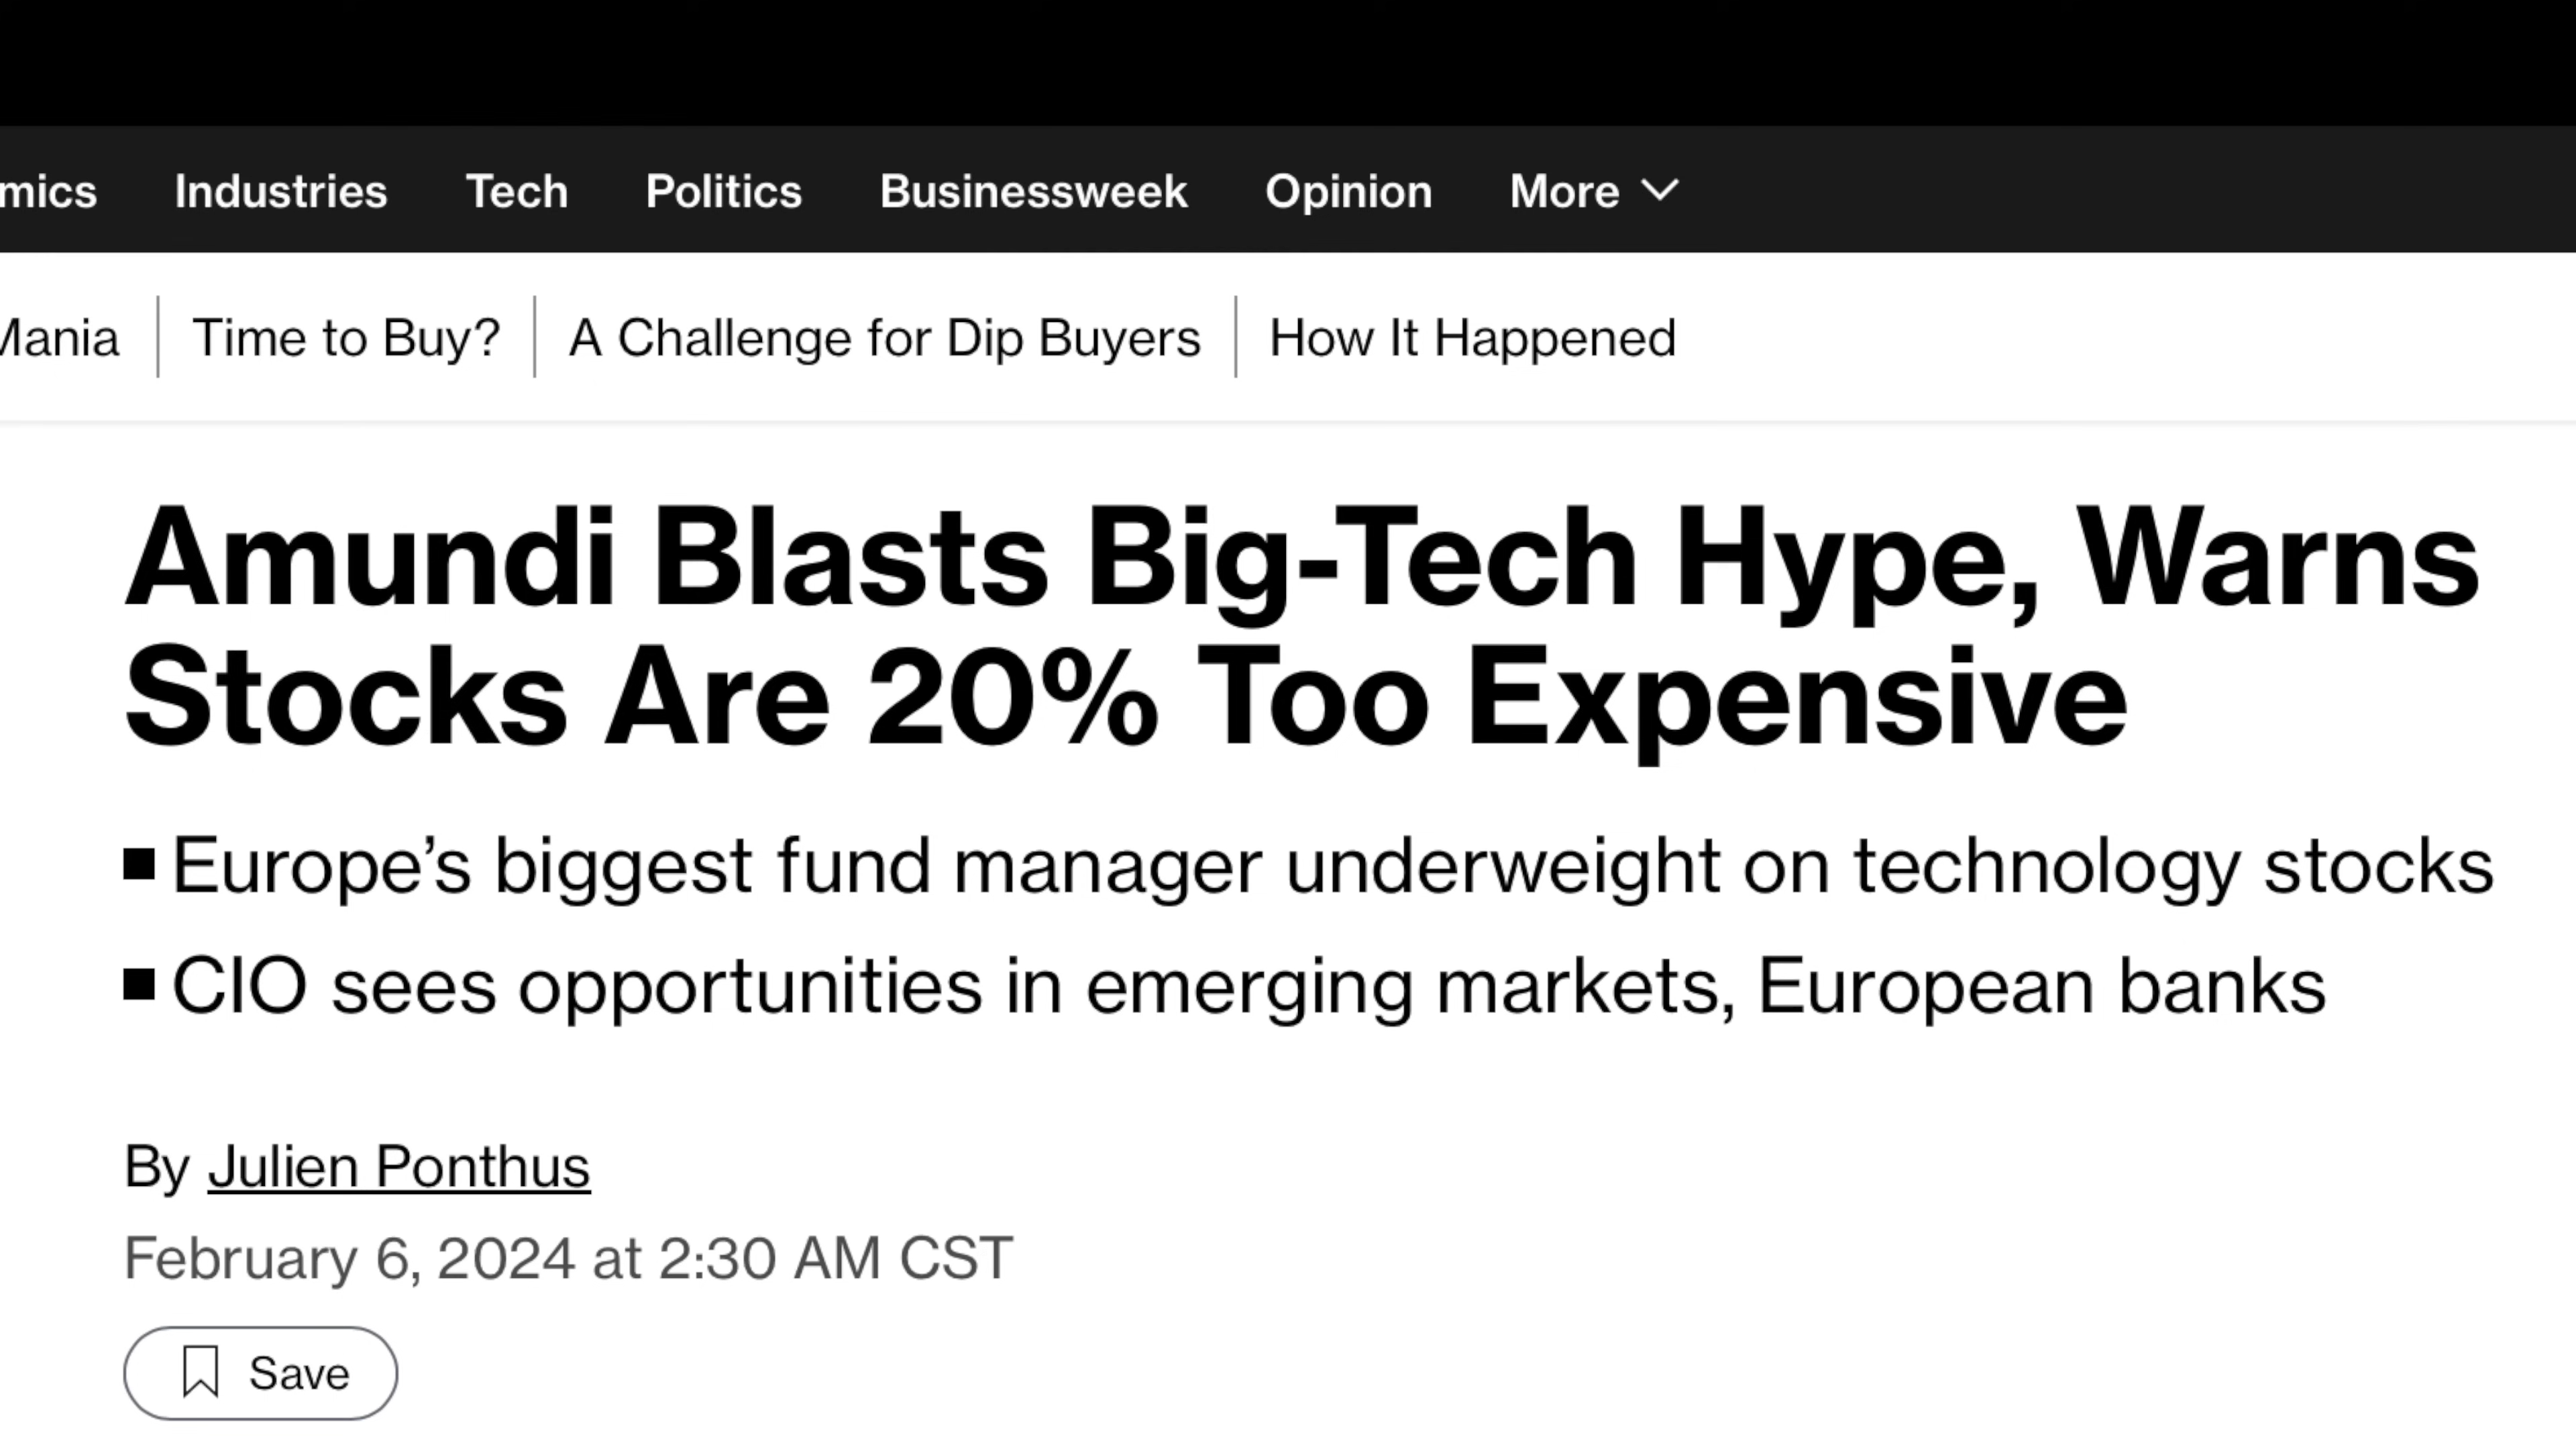 mics Industries Tech Politics Businessweek Opinion More
Mania Time to Buy? A Challenge for Dip Buyers How It Happened
Amundi Blasts Big-Tech Hype, Warns
Stocks Are 20% Too Expensive
Europe’s biggest fund manager underweight on technology stocks
CIO sees opportunities in emerging markets, European banks
By Julien Ponthus
February 6, 2024 at 2:30 AM CST
Save